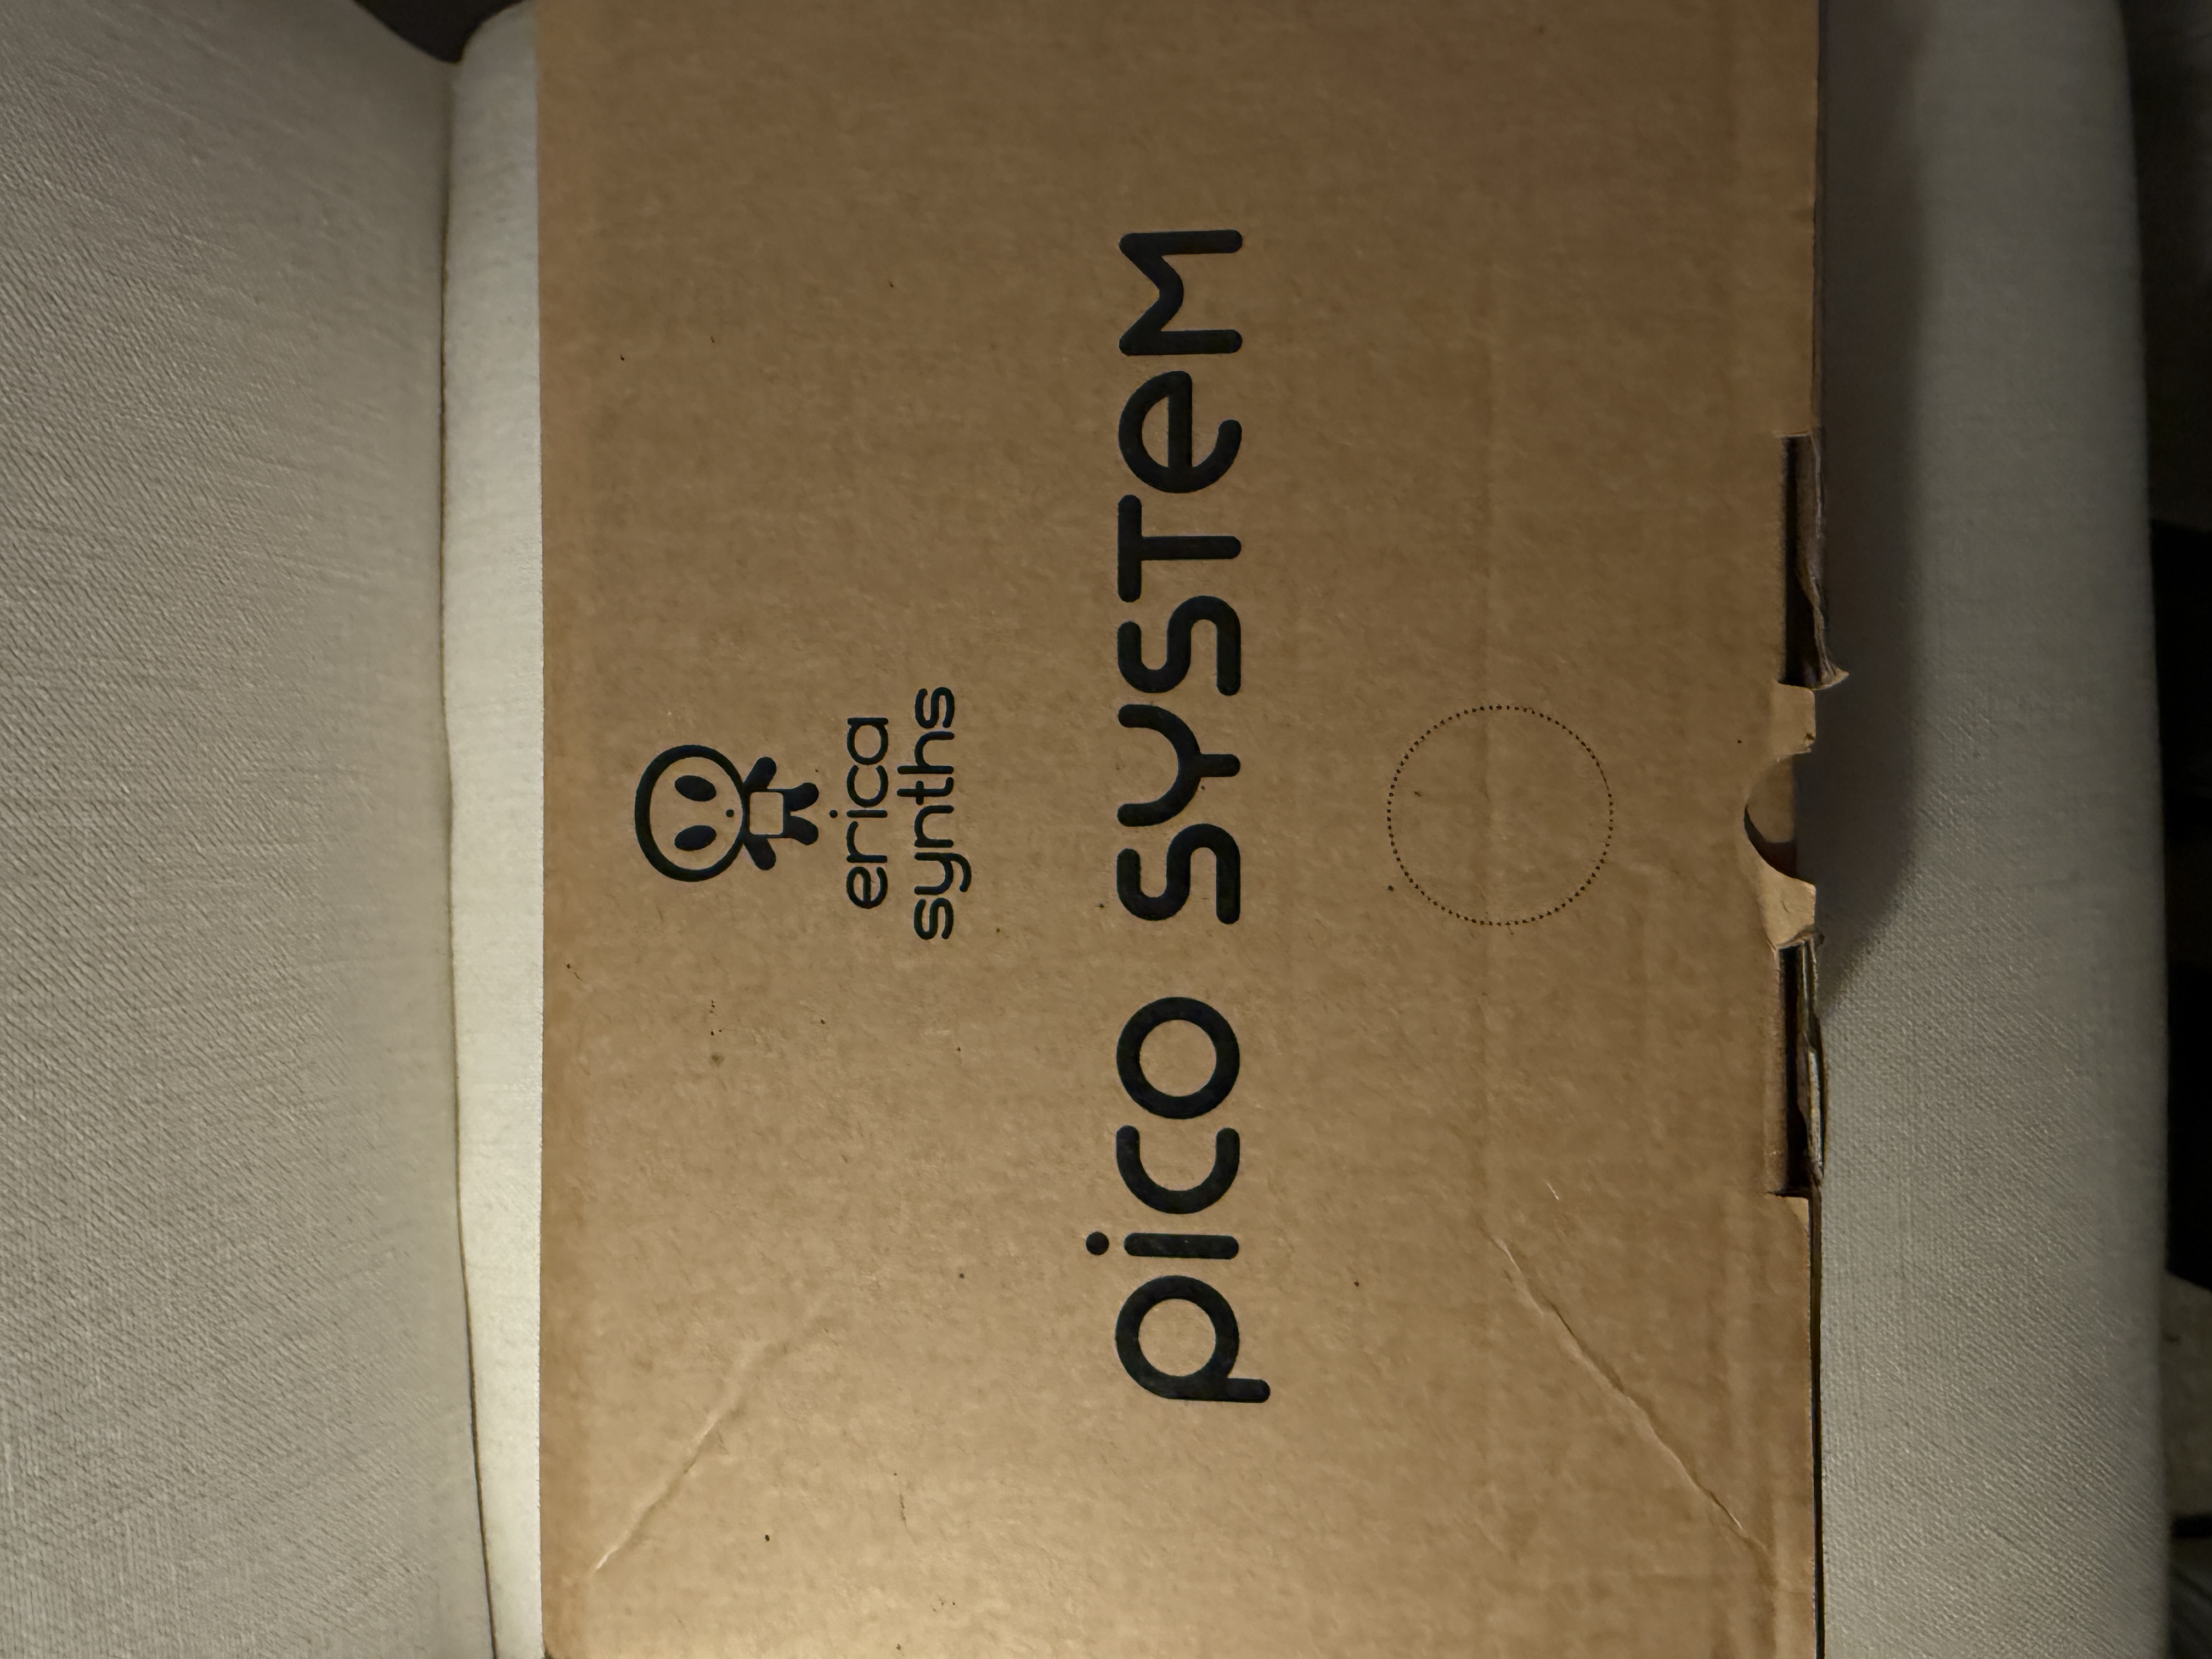 erica
synths
pico SYSTeM